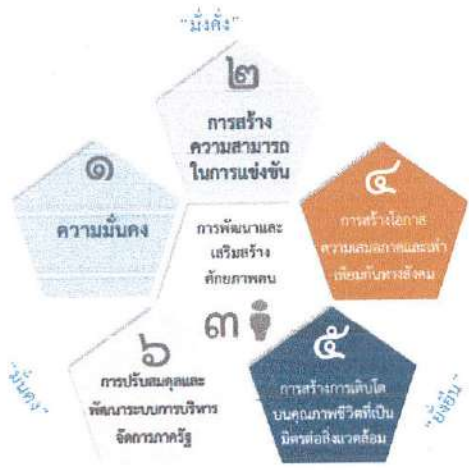 "มั่งคั่ง"
๒
การสร้าง
ความสามารถ
ในการแข่งขัน
๑
ความมั่นคง
๔
การสร้างโอกาส
ความเสมอภาคและเท่า
เทียมกันทางสังคม
การพัฒนาและ
เสริมสร้าง
ศักยภาพคน
๓
๖
การปรับสมดุลและ
พัฒนาระบบการบริหาร
จัดการภาครัฐ
๕
การสร้างการเติบโต
บนคุณภาพชีวิตที่เป็น
มิตรต่อสิ่งแวดล้อม
"มั่นคง"
"ยั่งยืน"